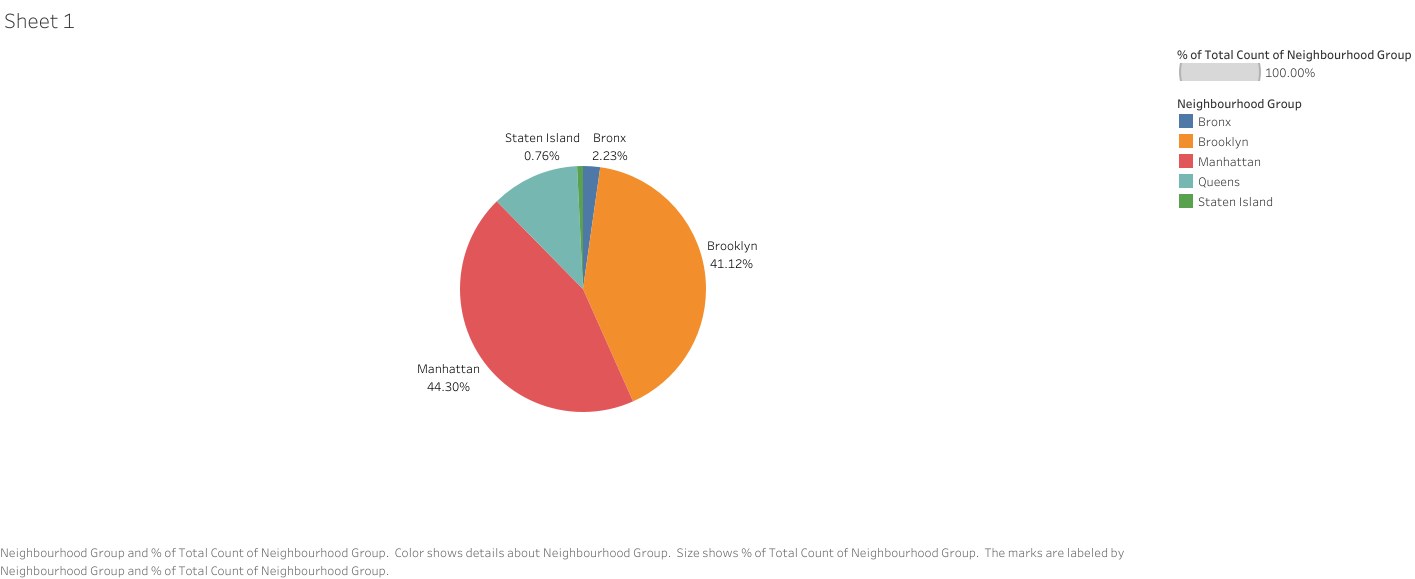 Sheet 1
% of Total Count of Neighbourhood Group
100.00%
Neighbourhood Group
Bronx
Brooklyn
Manhattan
Queens
Staten Island
Staten Island
0.76%
Bronx
2.23%
Brooklyn
41.12%
Manhattan
44.30%
Neighbourhood Group and % of Total Count of Neighbourhood Group.  Color shows details about Neighbourhood Group.  Size shows % of Total Count of Neighbourhood Group.  The marks are labeled by
Neighbourhood Group and % of Total Count of Neighbourhood Group.